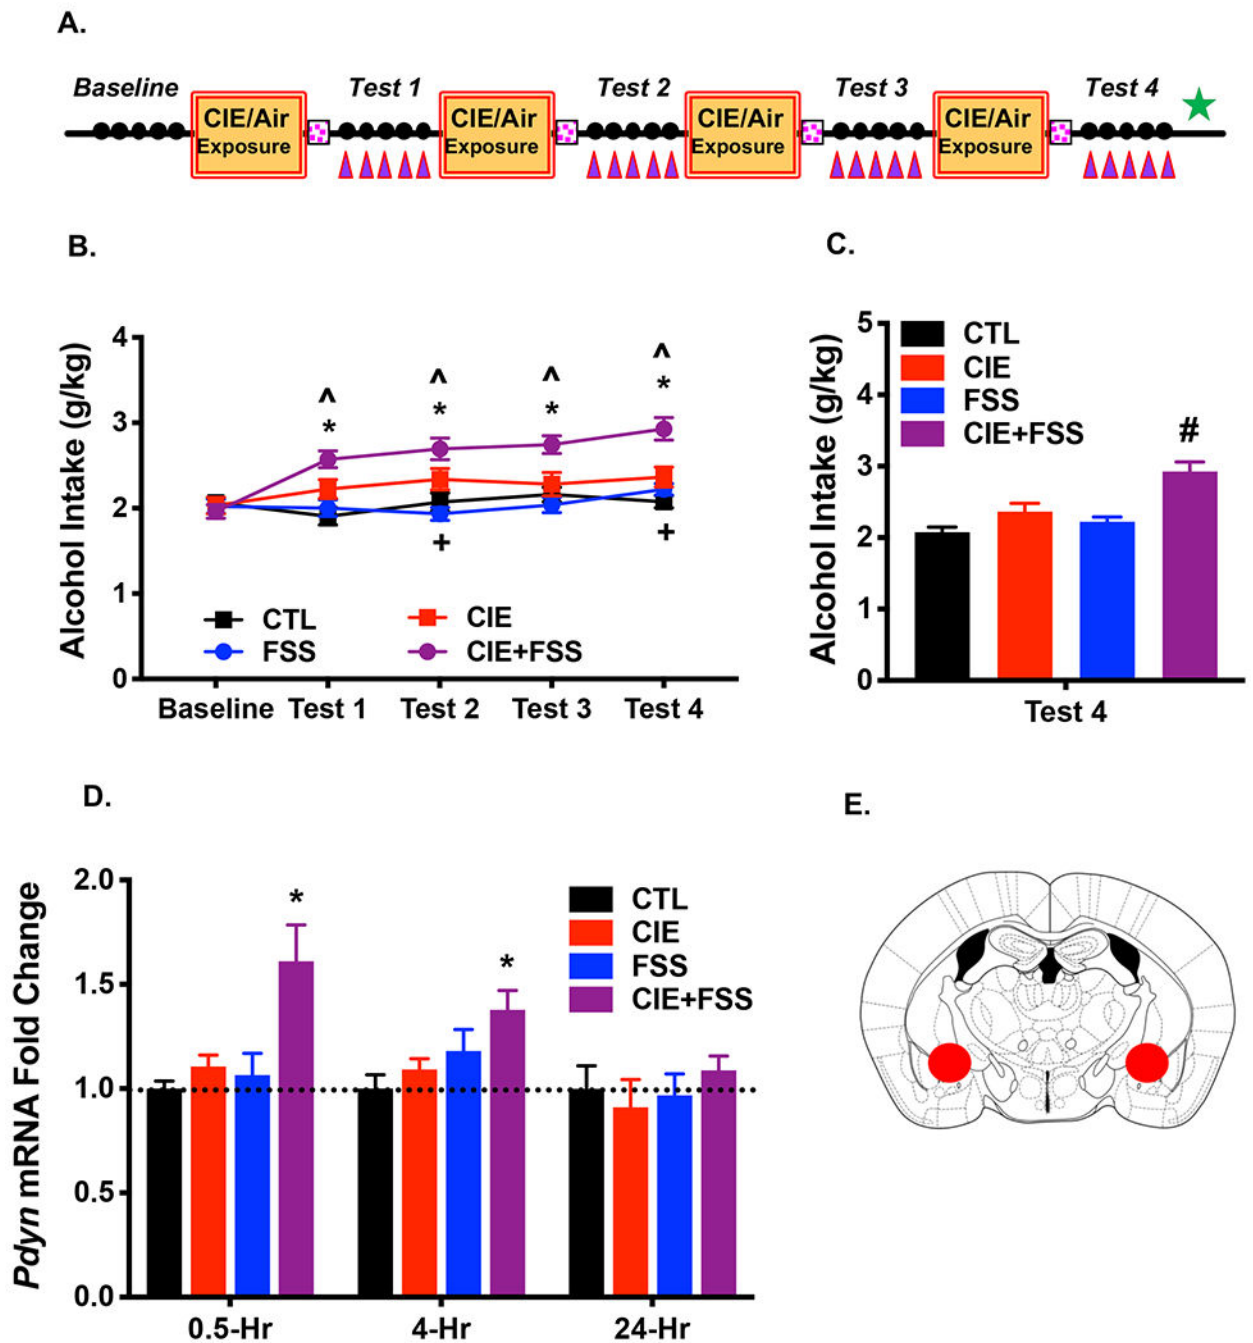 A.
Baseline Test 1 Test 2 Test 3 Test 4
CIE/Air CIE/Air CIE/Air CIE/Air
Exposure Exposure Exposure Exposure
B.
Alcohol Intake (g/kg)
4
3
2
1
0
^ ^ ^ ^
* * * *
+ +
CTL CIE
FSS CIE+FSS
Baseline Test 1 Test 2 Test 3 Test 4
C.
Alcohol Intake (g/kg)
5
4
3
2
1
0
CTL
CIE
FSS
CIE+FSS
#
Test 4
D.
Pdyn mRNA Fold Change
2.0
1.5
1.0
0.5
0.0
* *
CTL
CIE
FSS
CIE+FSS
0.5-Hr 4-Hr 24-Hr
E.